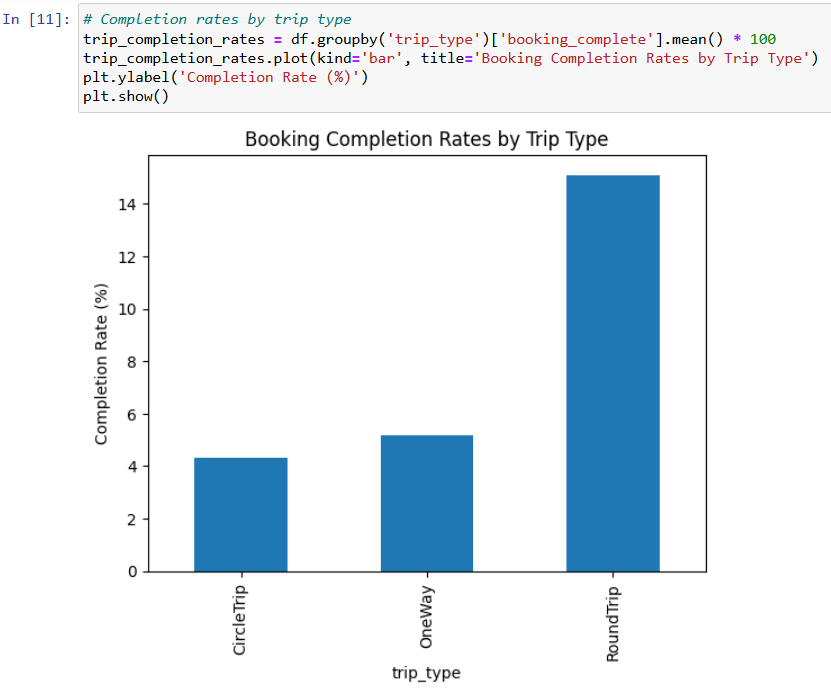 In [11]: # Completion rates by trip type
trip_completion_rates = df.groupby('trip_type')['booking_complete'].mean() * 100
trip_completion_rates.plot(kind='bar', title='Booking Completion Rates by Trip Type')
plt.ylabel('Completion Rate (%)')
plt.show()
Booking Completion Rates by Trip Type
Completion Rate (%)
14
12
10
8
6
4
2
0
CircleTrip
OneWay
RoundTrip
trip_type